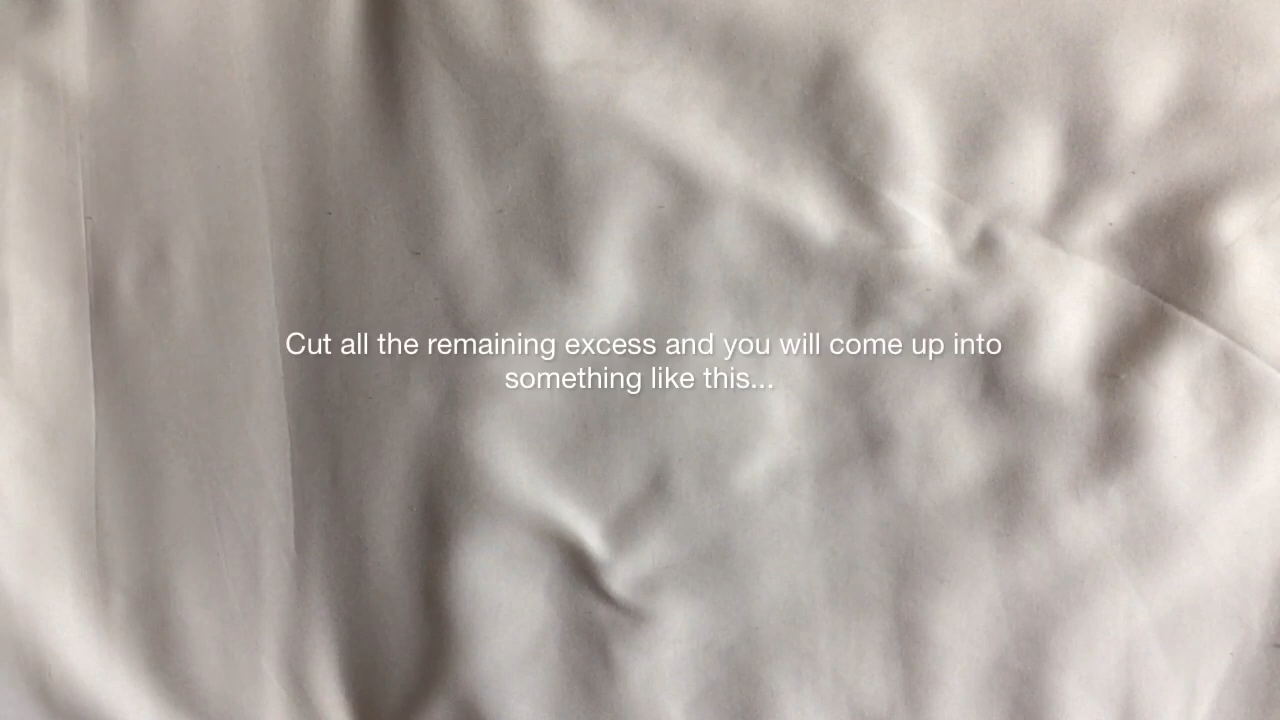 Cut all the remaining excess and you will come up into
something like this...